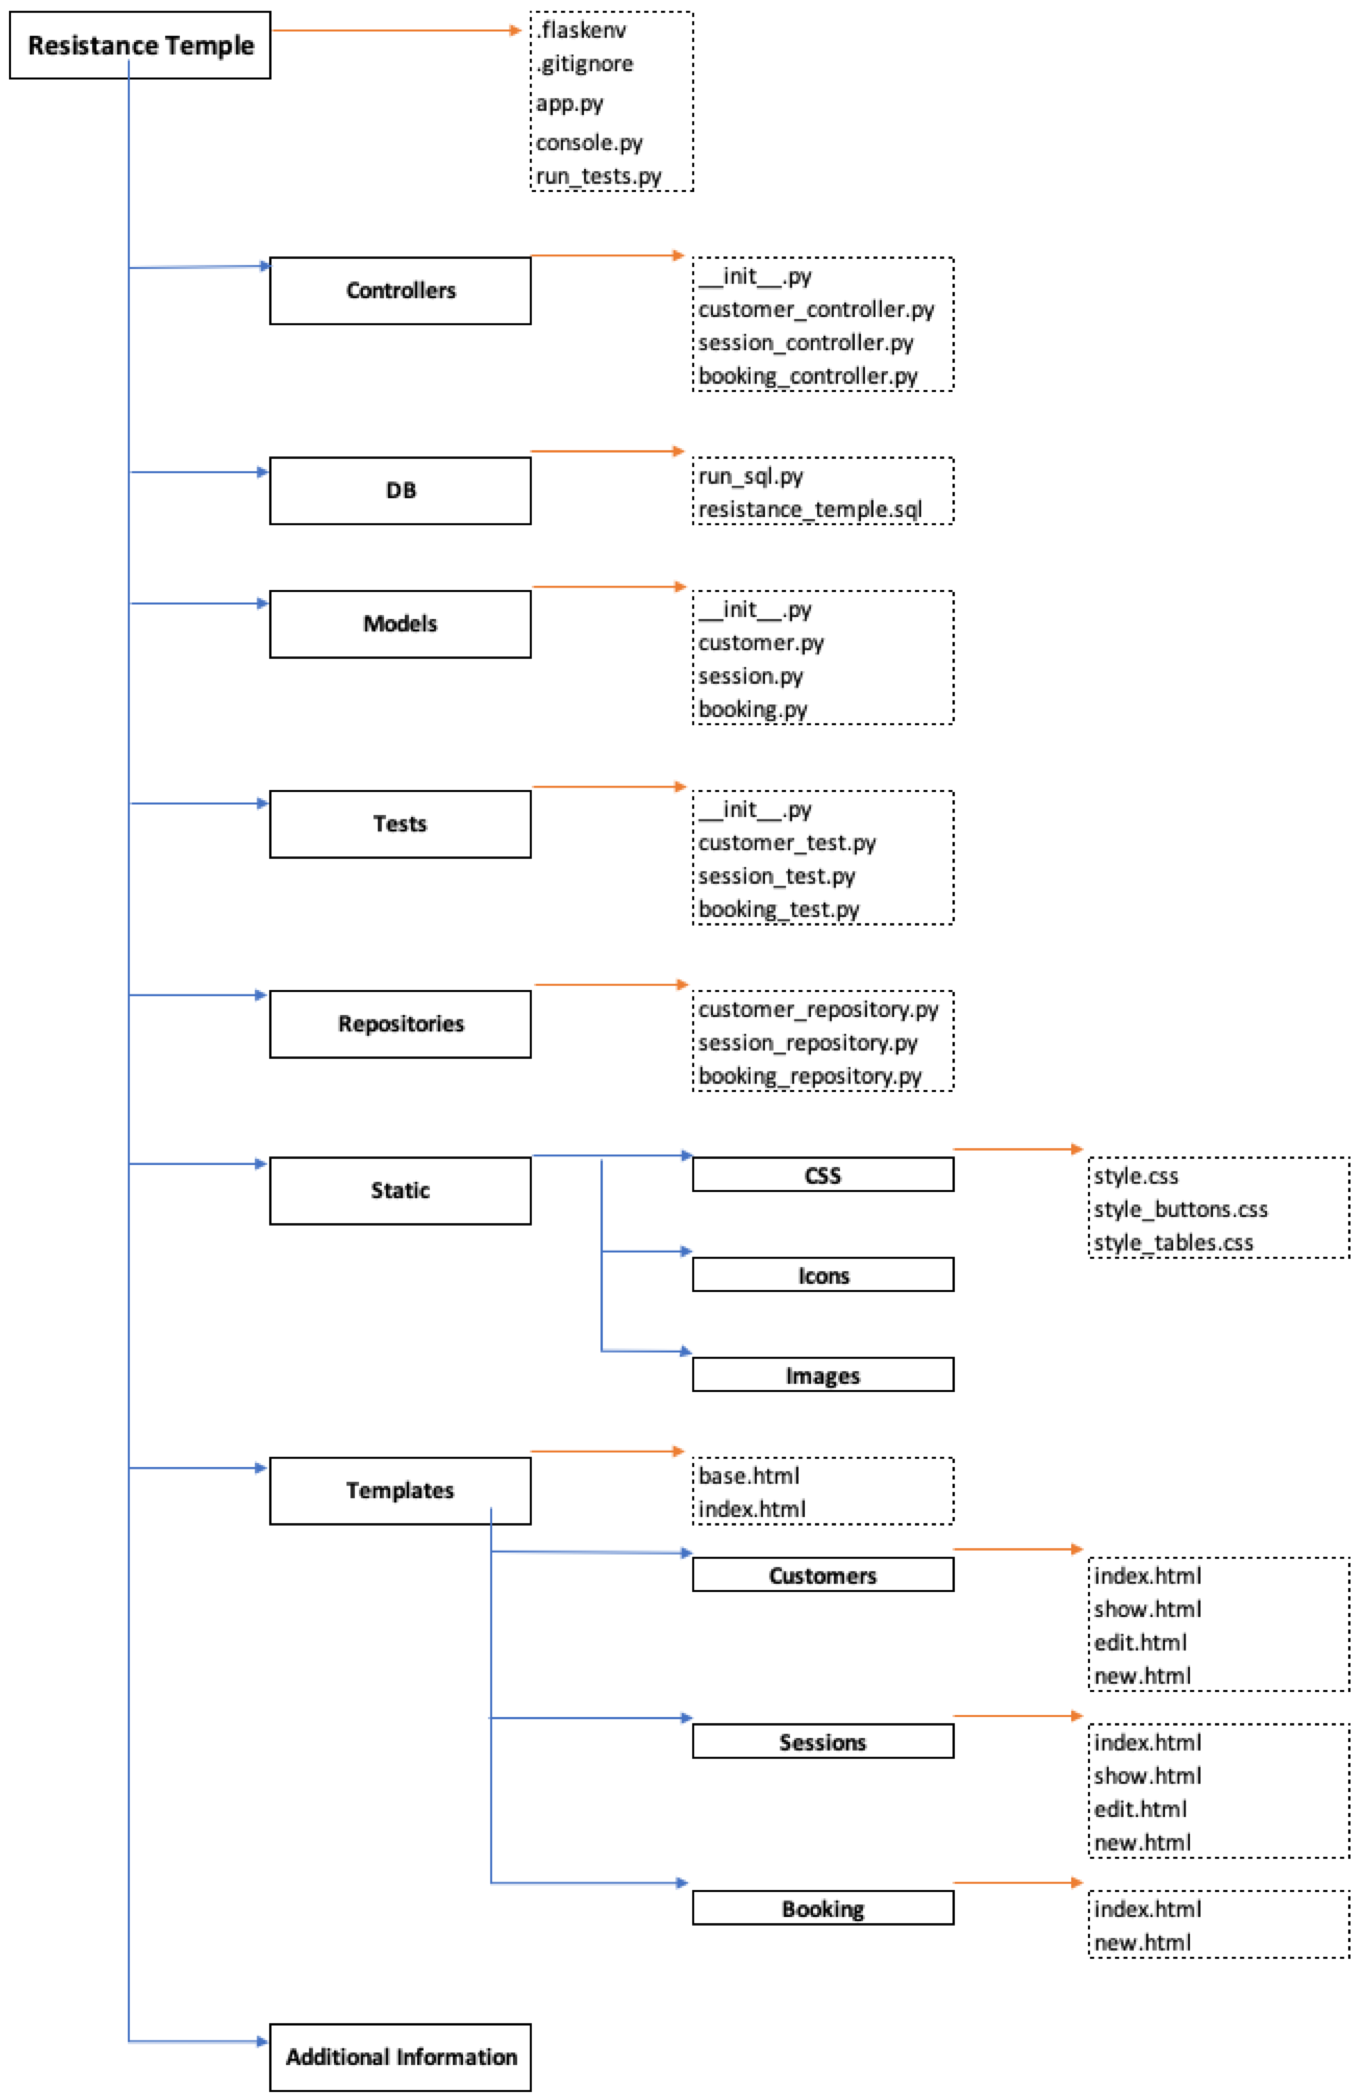 Resistance Temple
.flaskenv
.gitignore
app.py
console.py
run_tests.py
Controllers
__init__.py
customer_controller.py
session_controller.py
booking_controller.py
DB
run_sql.py
resistance_temple.sql
Models
__init__.py
customer.py
session.py
booking.py
Tests
__init__.py
customer_test.py
session_test.py
booking_test.py
Repositories
customer_repository.py
session_repository.py
booking_repository.py
Static
CSS
style.css
style_buttons.css
style_tables.css
Icons
Images
Templates
base.html
index.html
Customers
index.html
show.html
edit.html
new.html
Sessions
index.html
show.html
edit.html
new.html
Booking
index.html
new.html
Additional Information